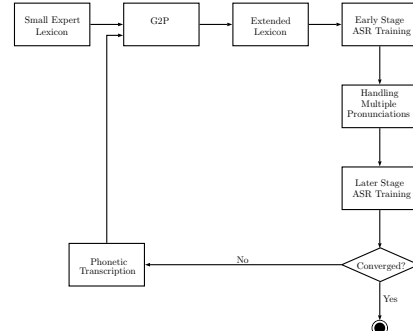 Small Expert
Lexicon
G2P
Extended
Lexicon
Early Stage
ASR Training
Handling
Multiple
Pronunciations
Later Stage
ASR Training
Converged?
No
Phonetic
Transcription
Yes